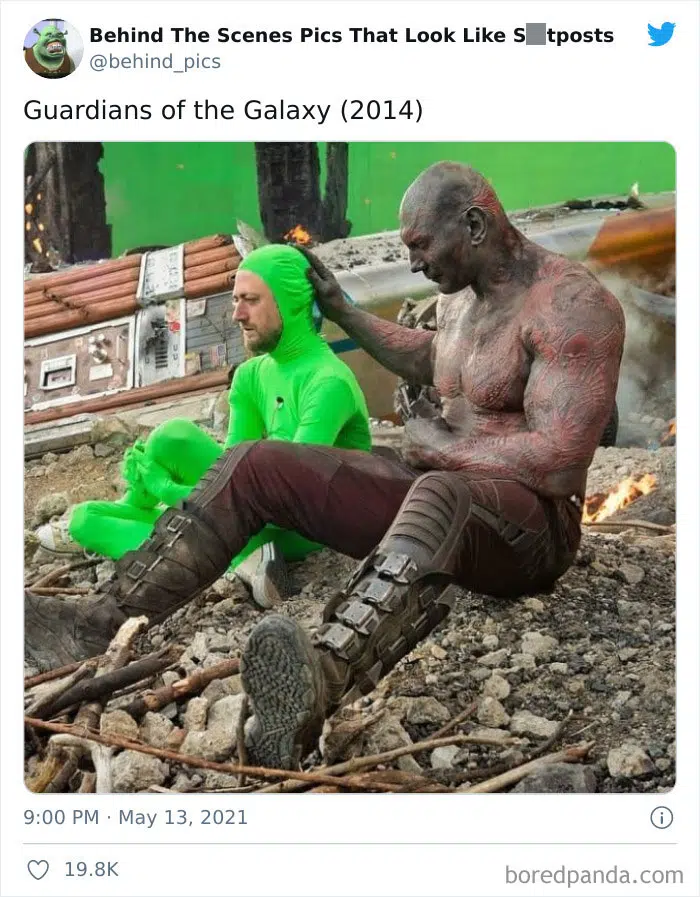 Behind The Scenes Pics That Look Like S tposts
@behind_pics
Guardians of the Galaxy (2014)
9:00 PM · May 13, 2021
19.8K
boredpanda.com